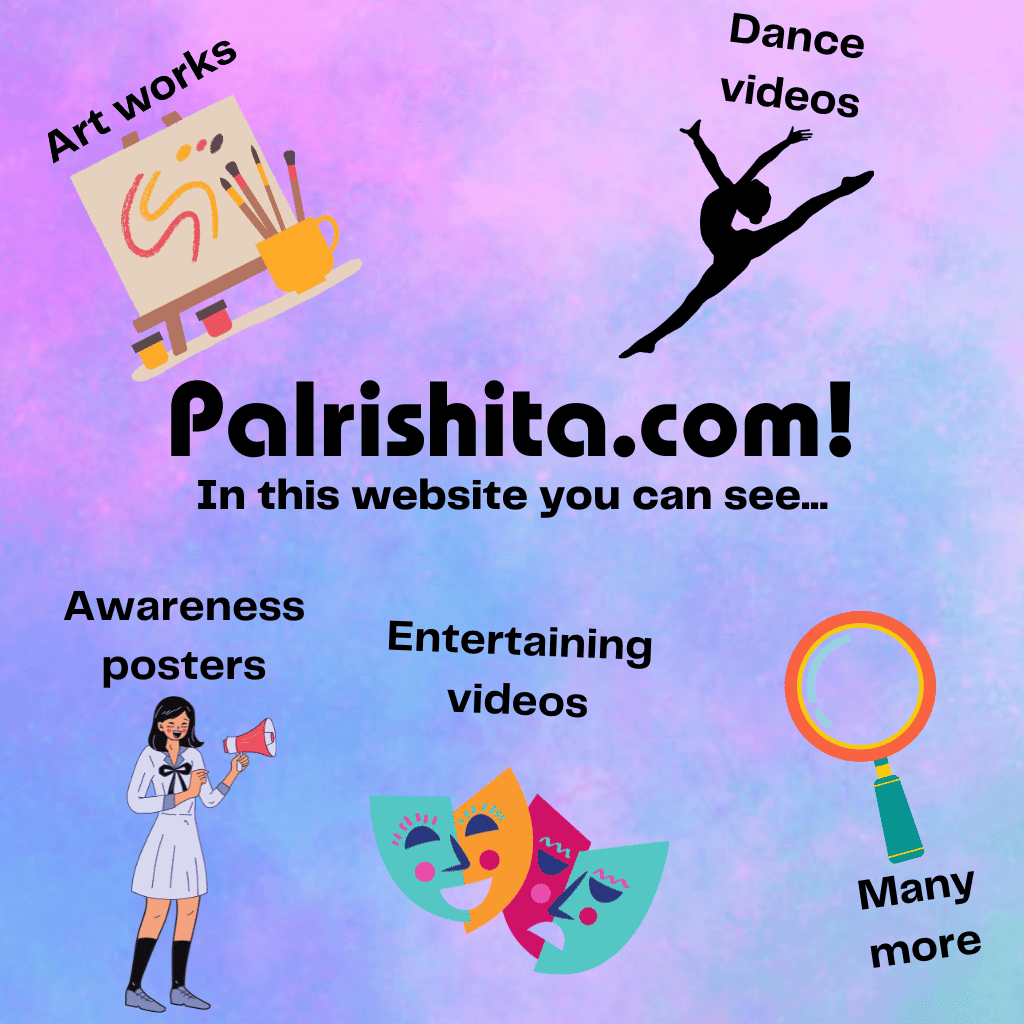 Art works
Dance
videos
Palrishita.com!
In this website you can see...
Awareness
posters
Entertaining
videos
Many
more